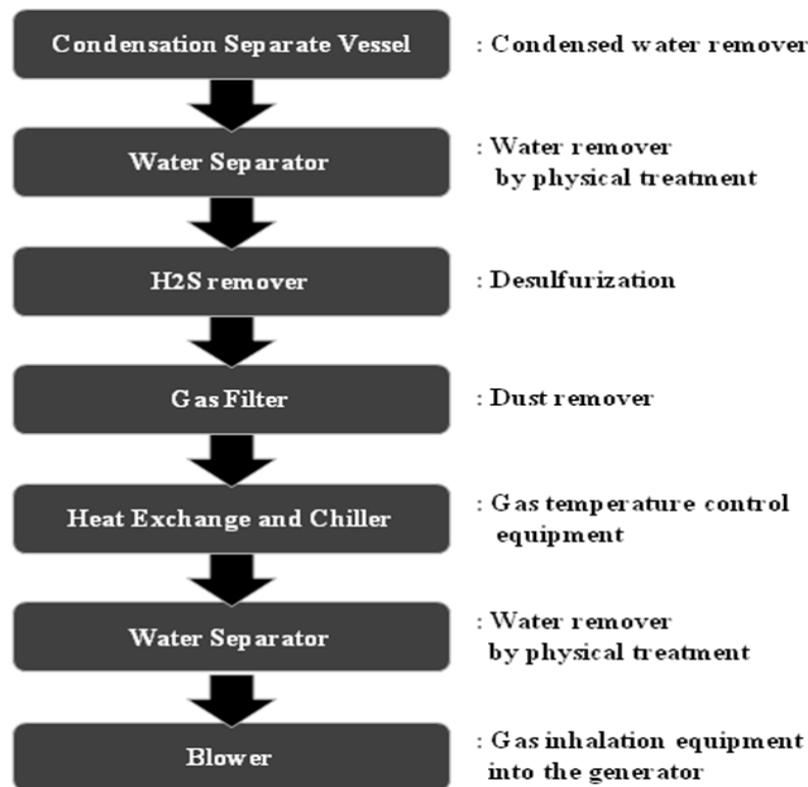 Condensation Separate Vessel : Condensed water remover
Water Separator : Water remover
by physical treatment
H2S remover : Desulfurization
Gas Filter : Dust remover
Heat Exchange and Chiller : Gas temperature control
equipment
Water Separator : Water remover
by physical treatment
Blower : Gas inhalation equipment
into the generator